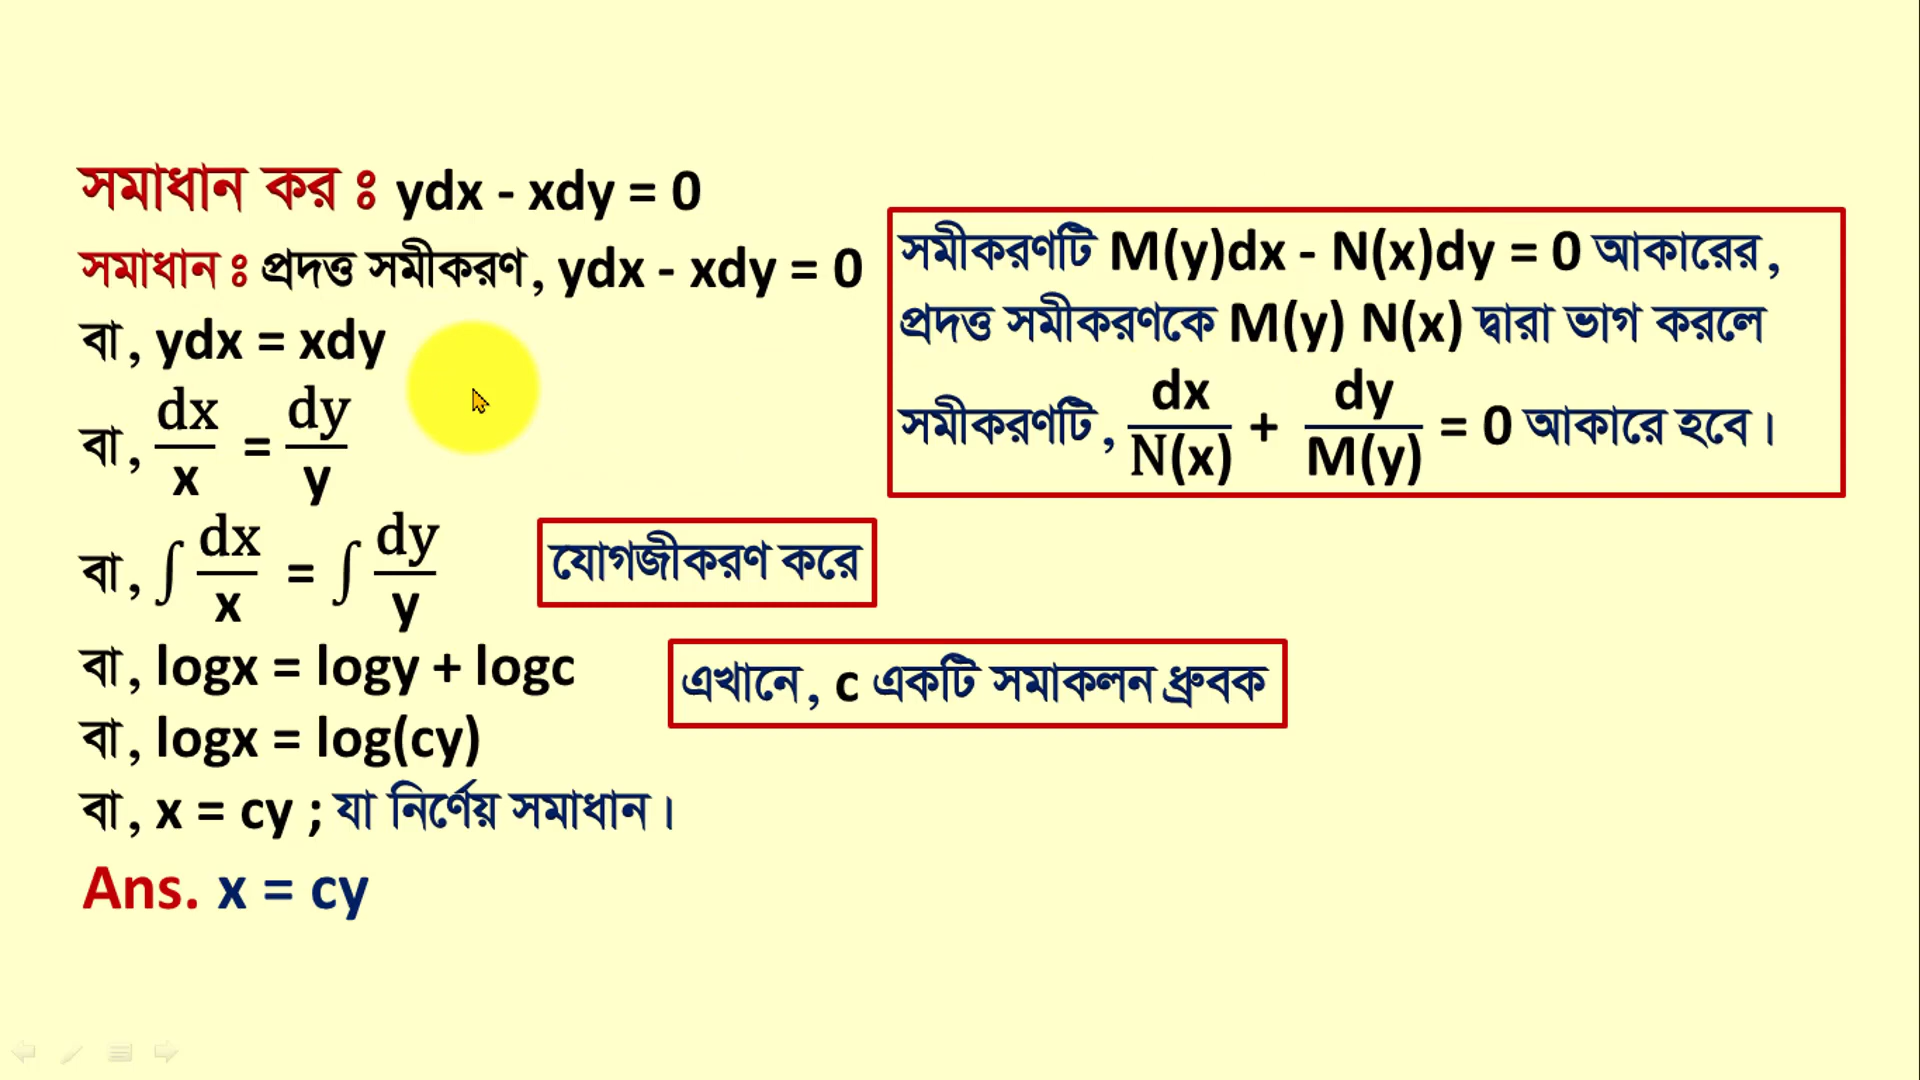 সমাধান কর ঃ ydx - xdy = 0
সমাধান ঃ প্রদত্ত সমীকরণ, ydx - xdy = 0
বা, ydx = xdy
বা, dx/x = dy/y
বা, ∫ dx/x = ∫ dy/y
যোগজীকরণ করে
বা, logx = logy + logc
এখানে, c একটি সমাকলন ধ্রুবক
বা, logx = log(cy)
বা, x = cy ; যা নির্ণেয় সমাধান।
Ans. x = cy
সমীকরণটি M(y)dx - N(x)dy = 0 আকারের,
প্রদত্ত সমীকরণকে M(y) N(x) দ্বারা ভাগ করলে
সমীকরণটি, dx/N(x) + dy/M(y) = 0 আকারে হবে।